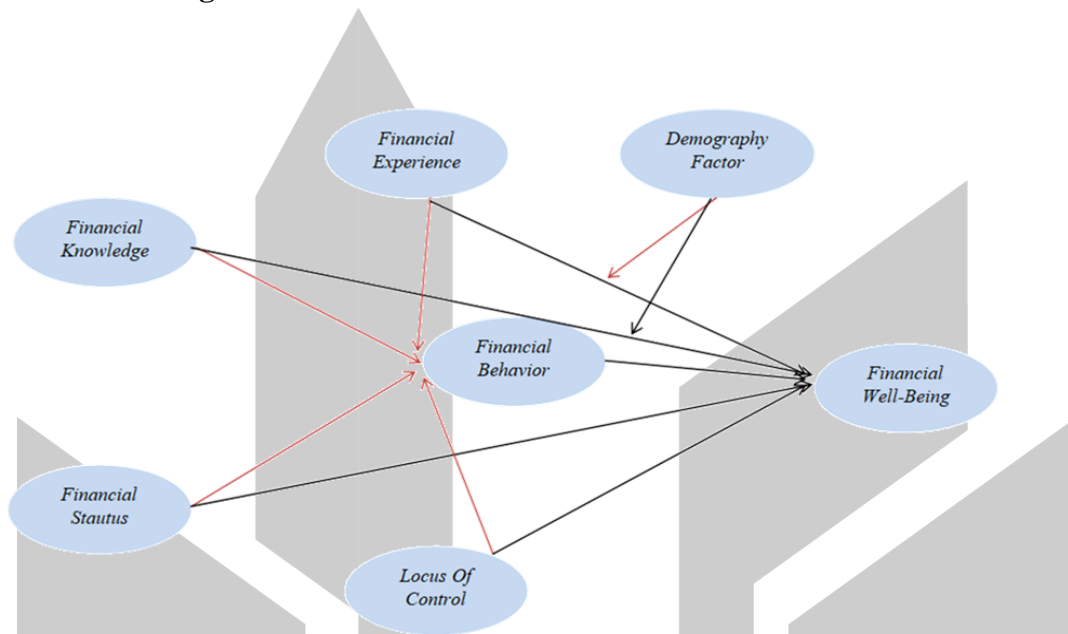 Financial
Experience
Demography
Factor
Financial
Knowledge
Financial
Behavior
Financial
Well-Being
Financial
Stautus
Locus Of
Control